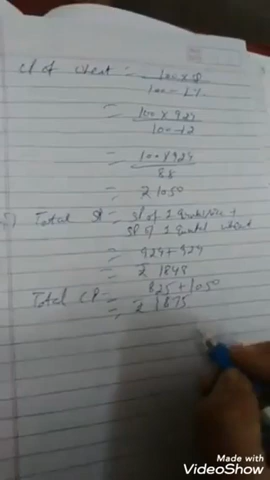 CP of wheat = 100 x SP
100 - L%
= 100 x 924
100 - 12
= 100 x 924
88
= ₹ 1050
Total SP = SP of 1 quintal rice +
SP of 1 quintal wheat
= 924 + 924
= ₹ 1848
Total CP = 825 + 1050
= ₹ 1875
Made with
VideoShow